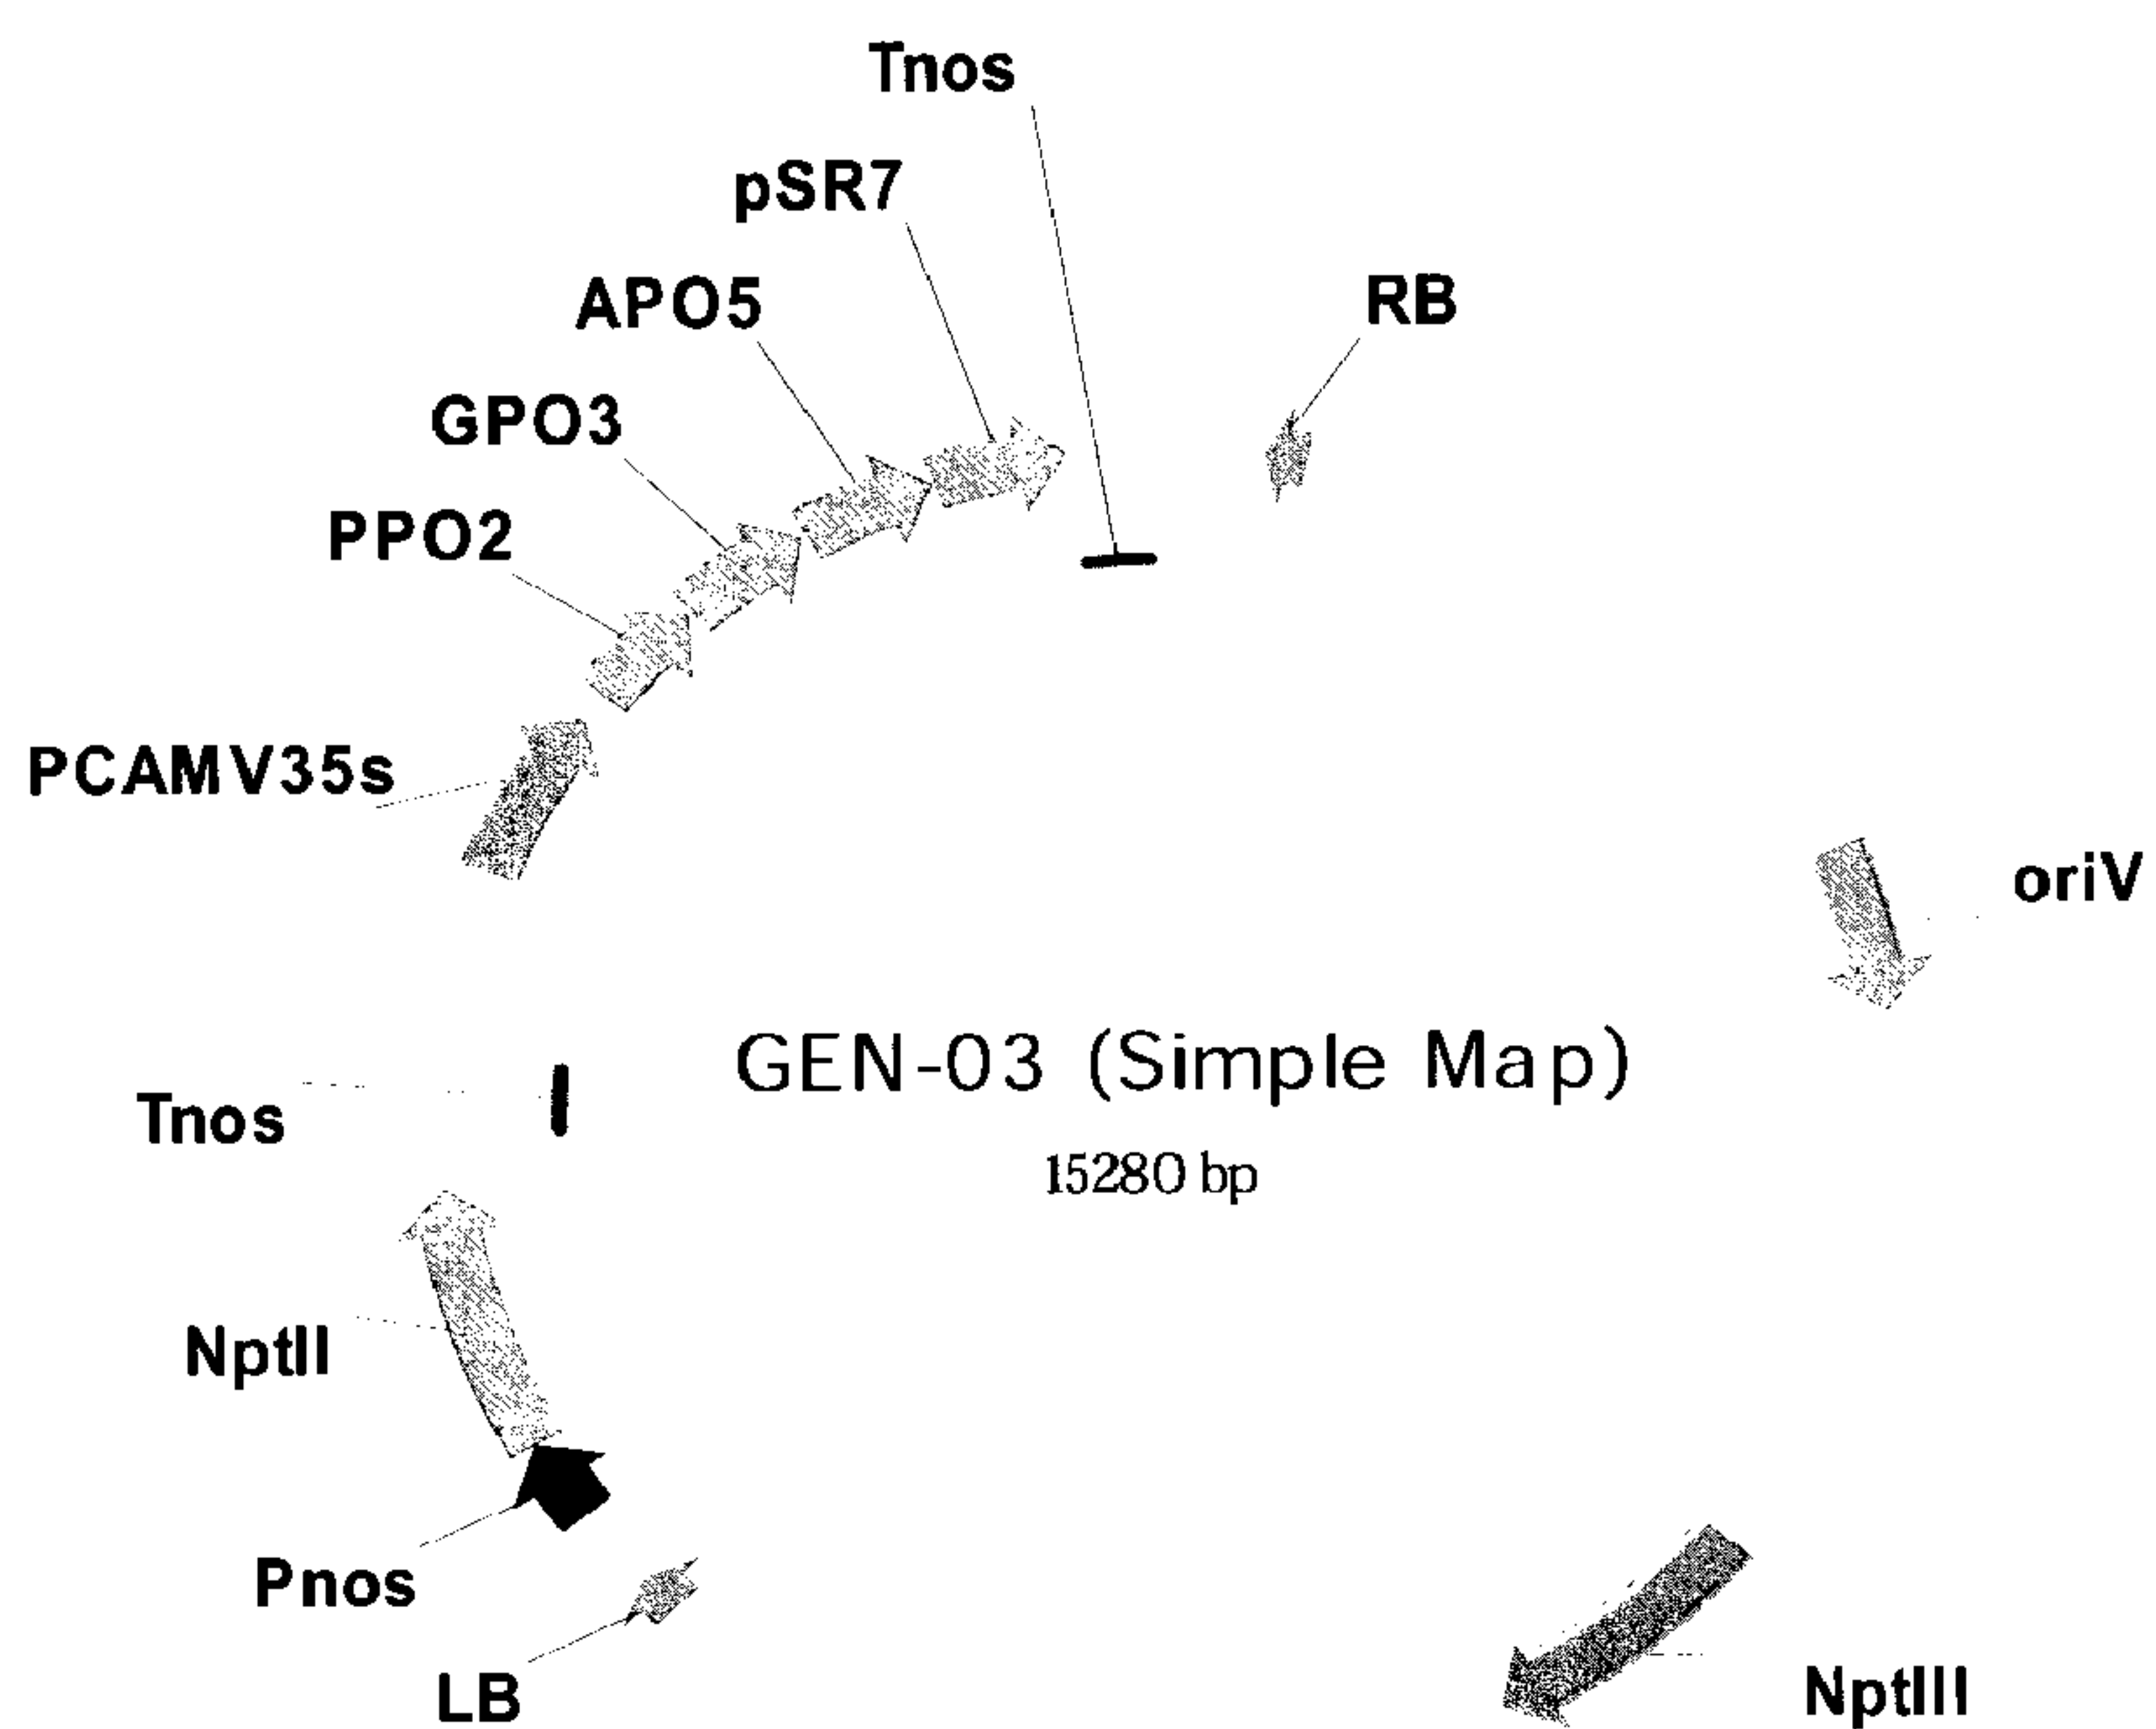 Tnos
pSR7
APO5
RB
GPO3
PPO2
PCAMV35s
oriV
GEN-03 (Simple Map)
Tnos
15280 bp
NptII
Pnos
LB
NptIII